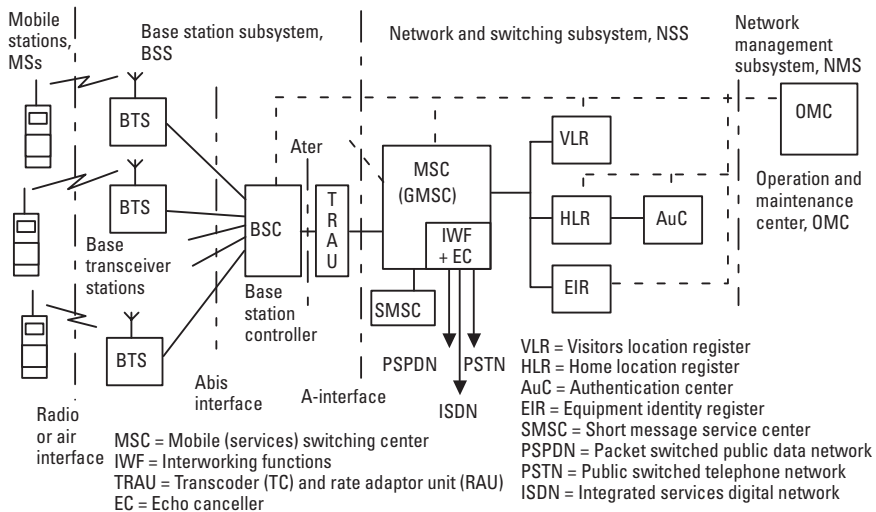 Mobile
stations,
MSs
Base station subsystem,
BSS
Network and switching subsystem, NSS
Network
management
subsystem, NMS
BTS
BTS
BTS
Base
transceiver
stations
BSC
Base
station
controller
Ater
T
R
A
U
MSC
(GMSC)
IWF
+ EC
SMSC
VLR
HLR
AuC
EIR
OMC
Operation and
maintenance
center, OMC
PSPDN
PSTN
ISDN
Radio
or air
interface
Abis
interface
A-interface
MSC = Mobile (services) switching center
IWF = Interworking functions
TRAU = Transcoder (TC) and rate adaptor unit (RAU)
EC = Echo canceller
VLR = Visitors location register
HLR = Home location register
AuC = Authentication center
EIR = Equipment identity register
SMSC = Short message service center
PSPDN = Packet switched public data network
PSTN = Public switched telephone network
ISDN = Integrated services digital network